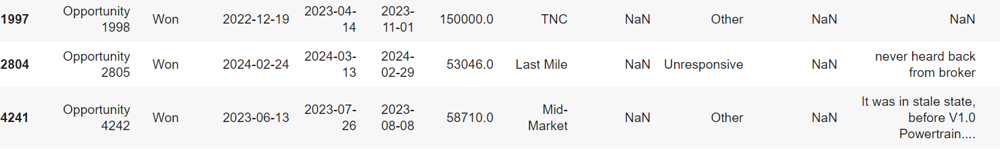 1997 Opportunity 1998 Won 2022-12-19 2023-04-14 2023-11-01 150000.0 TNC NaN Other NaN NaN
2804 Opportunity 2805 Won 2024-02-24 2024-03-13 2024-02-29 53046.0 Last Mile NaN Unresponsive NaN never heard back from broker
4241 Opportunity 4242 Won 2023-06-13 2023-07-26 2023-08-08 58710.0 Mid-Market NaN Other NaN It was in stale state, before V1.0 Powertrain....